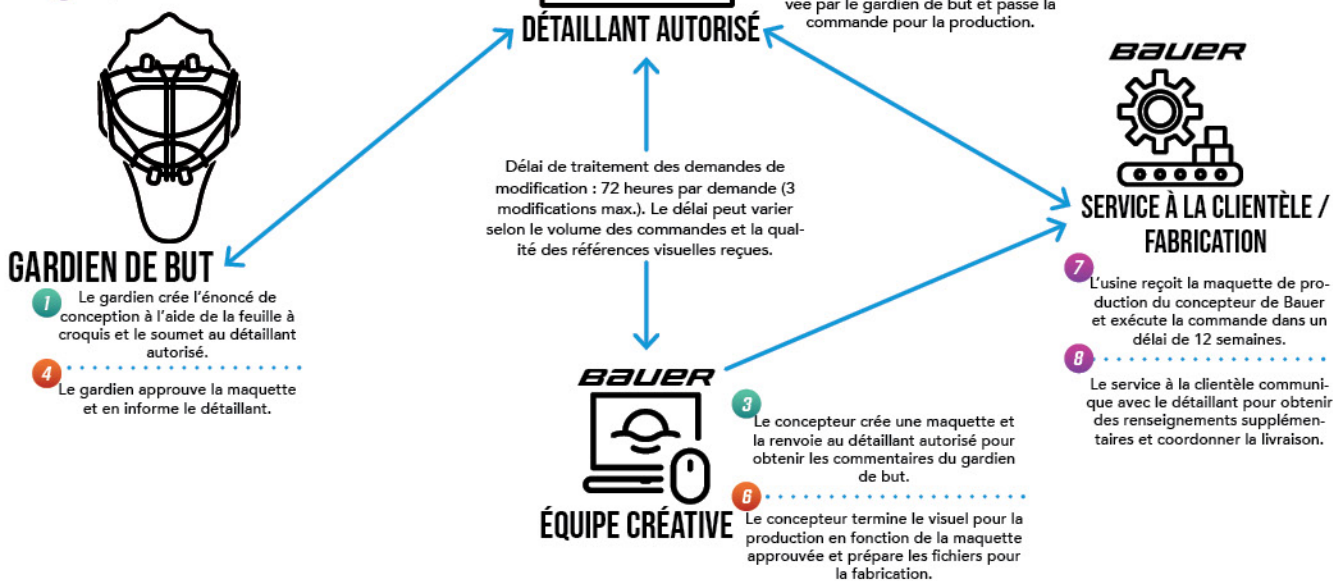 vée par le gardien de but et passe la
commande pour la production.
DÉTAILLANT AUTORISÉ
BAUER
Délai de traitement des demandes de
modification : 72 heures par demande (3
modifications max.). Le délai peut varier
selon le volume des commandes et la qual-
ité des références visuelles reçues.
SERVICE À LA CLIENTÈLE /
FABRICATION
GARDIEN DE BUT
1
Le gardien crée l’énoncé de
conception à l’aide de la feuille à
croquis et le soumet au détaillant
autorisé.
4
Le gardien approuve la maquette
et en informe le détaillant.
7
L’usine reçoit la maquette de pro-
duction du concepteur de Bauer
et exécute la commande dans un
délai de 12 semaines.
8
Le service à la clientèle communi-
que avec le détaillant pour obtenir
des renseignements supplémen-
taires et coordonner la livraison.
BAUER
3
Le concepteur crée une maquette et
la renvoie au détaillant autorisé pour
obtenir les commentaires du gardien
de but.
6
ÉQUIPE CRÉATIVE
Le concepteur termine le visuel pour la
production en fonction de la maquette
approuvée et prépare les fichiers pour
la fabrication.